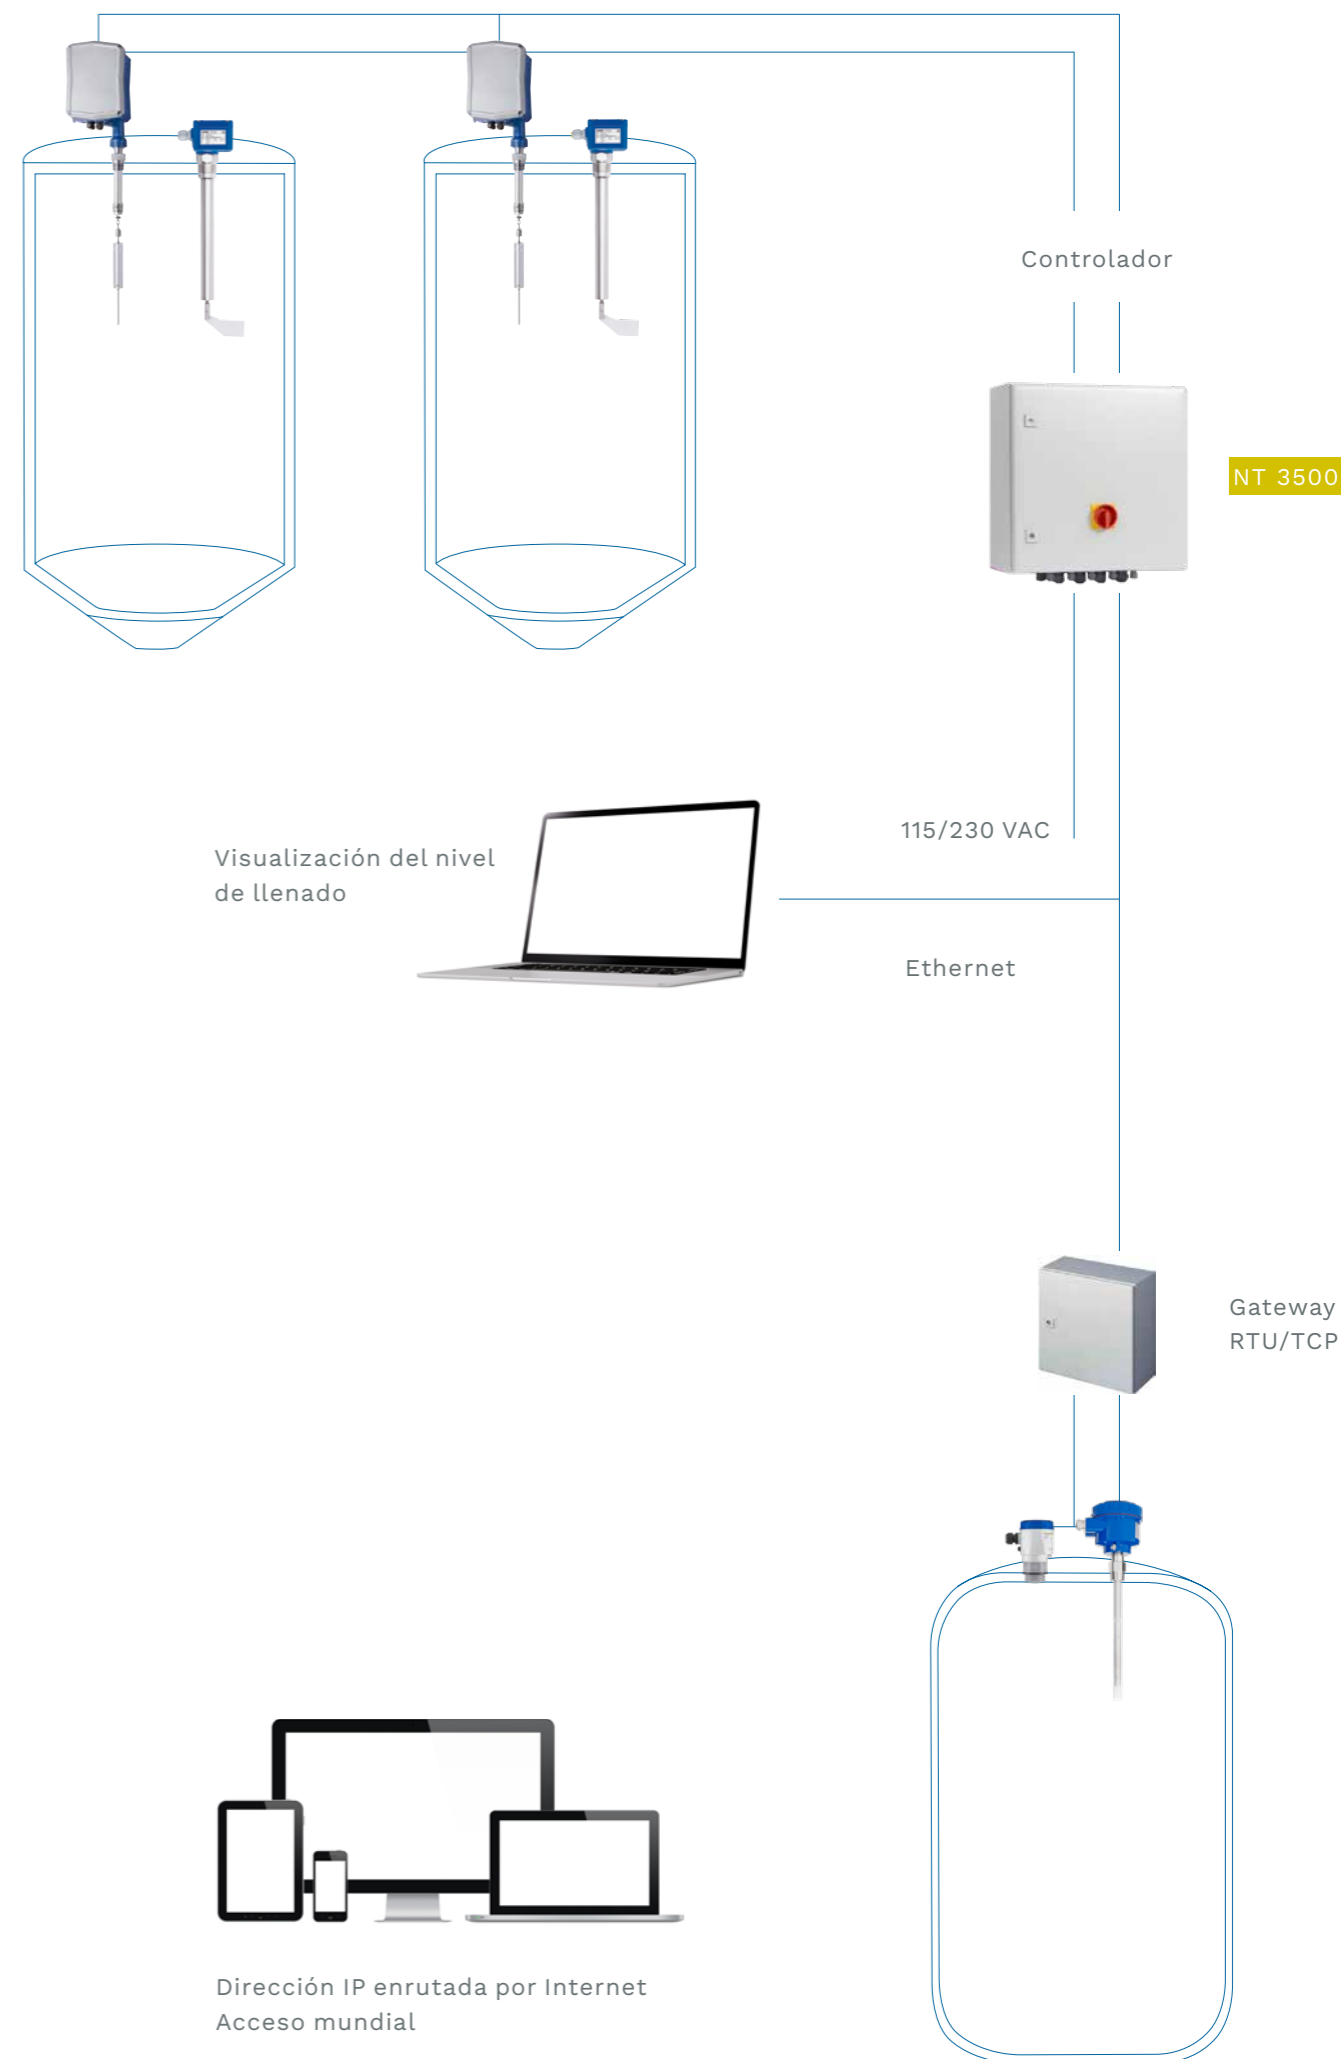 Controlador
NT 3500
115/230 VAC
Visualización del nivel
de llenado
Ethernet
Gateway
RTU/TCP
Dirección IP enrutada por Internet
Acceso mundial